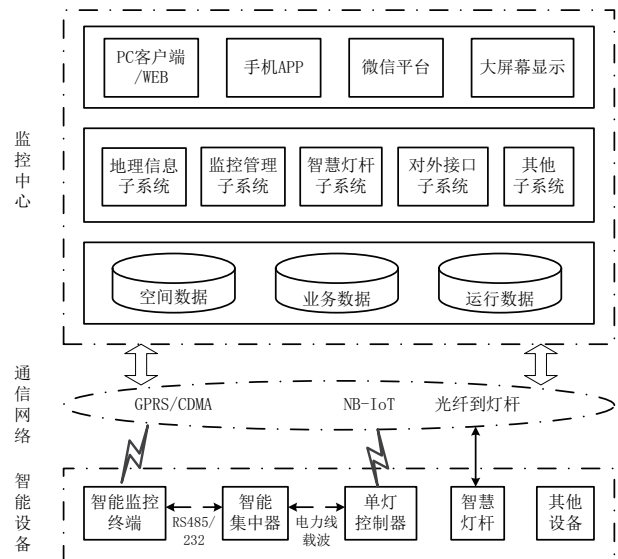 监控中心
PC客户端
/WEB
手机APP
微信平台
大屏幕显示
地理信息
子系统
监控管理
子系统
智慧灯杆
子系统
对外接口
子系统
其他
子系统
空间数据
业务数据
运行数据
通信网络
GPRS/CDMA
NB-IoT
光纤到灯杆
智能设备
智能监控
终端
RS485/
232
智能
集中器
电力线
载波
单灯
控制器
智慧
灯杆
其他
设备